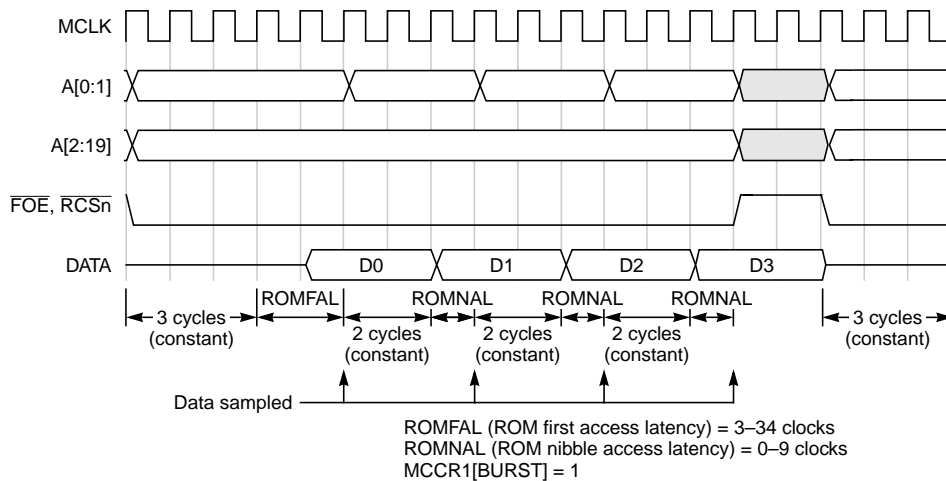 MCLK
A[0:1]
A[2:19]
FOE, RCSn
DATA
D0 D1 D2 D3
ROMFAL ROMNAL ROMNAL ROMNAL
3 cycles
(constant)
2 cycles
(constant)
2 cycles
(constant)
2 cycles
(constant)
3 cycles
(constant)
Data sampled
ROMFAL (ROM first access latency) = 3–34 clocks
ROMNAL (ROM nibble access latency) = 0–9 clocks
MCCR1[BURST] = 1